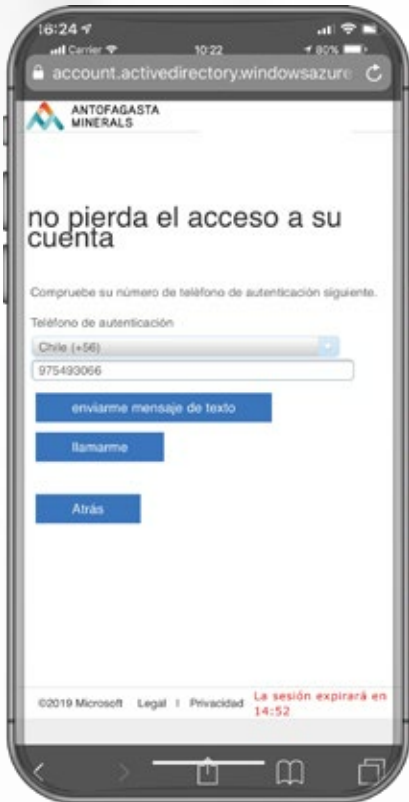 16:24
Carrier 10:22 80%
account.activedirectory.windowsazure
ANTOFAGASTA
MINERALS
no pierda el acceso a su
cuenta
Compruebe su número de teléfono de autenticación siguiente.
Teléfono de autenticación
Chile (+56)
975493066
enviarme mensaje de texto
llamarme
Atrás
©2019 Microsoft Legal | Privacidad La sesión expirará en
14:52